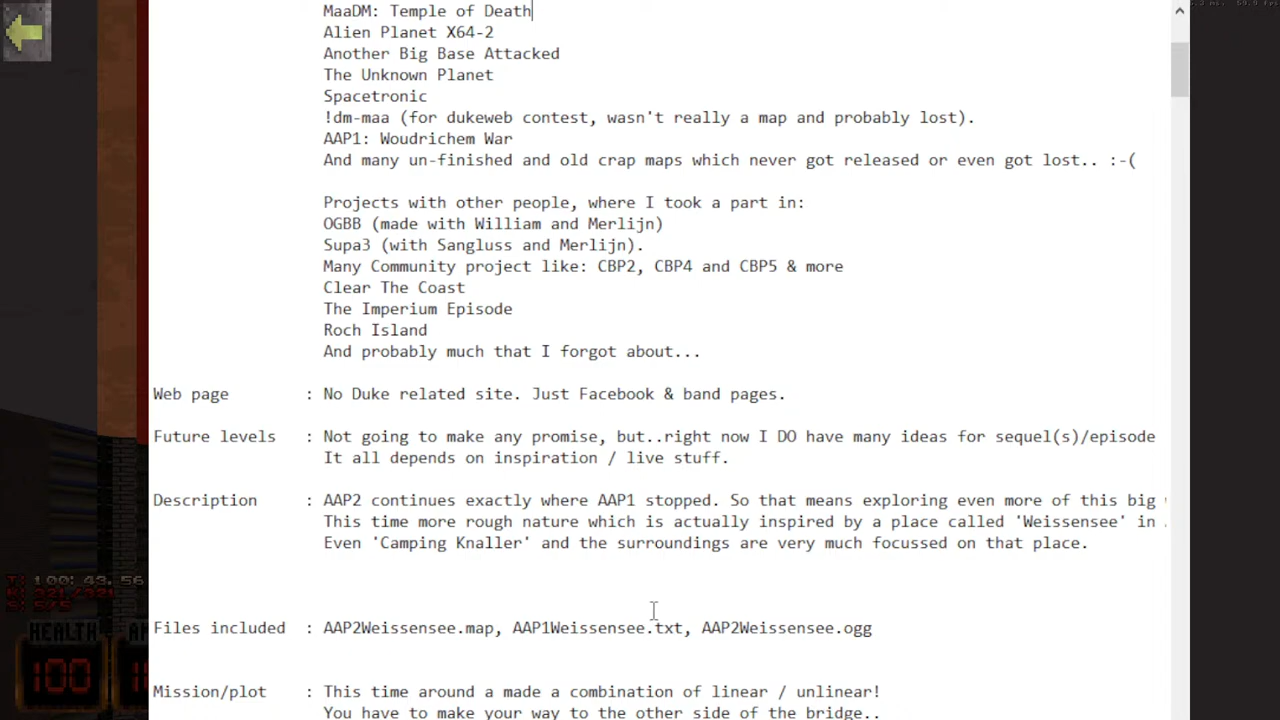 MaaDM: Temple of Death
Alien Planet X64-2
Another Big Base Attacked
The Unknown Planet
Spacetronic
!dm-maa (for dukeweb contest, wasn't really a map and probably lost).
AAP1: Woudrichem War
And many un-finished and old crap maps which never got released or even got lost.. :-(
Projects with other people, where I took a part in:
OGBB (made with William and Merlijn)
Supa3 (with Sangluss and Merlijn).
Many Community project like: CBP2, CBP4 and CBP5 & more
Clear The Coast
The Imperium Episode
Roch Island
And probably much that I forgot about...
Web page : No Duke related site. Just Facebook & band pages.
Future levels : Not going to make any promise, but..right now I DO have many ideas for sequel(s)/episode
It all depends on inspiration / live stuff.
Description : AAP2 continues exactly where AAP1 stopped. So that means exploring even more of this big
This time more rough nature which is actually inspired by a place called 'Weissensee' in
Even 'Camping Knaller' and the surroundings are very much focussed on that place.
Files included : AAP2Weissensee.map, AAP1Weissensee.txt, AAP2Weissensee.ogg
Mission/plot : This time around a made a combination of linear / unlinear!
You have to make your way to the other side of the bridge..
T: 100:43.56
K: 321/321
S: 5/5
HEALTH
100